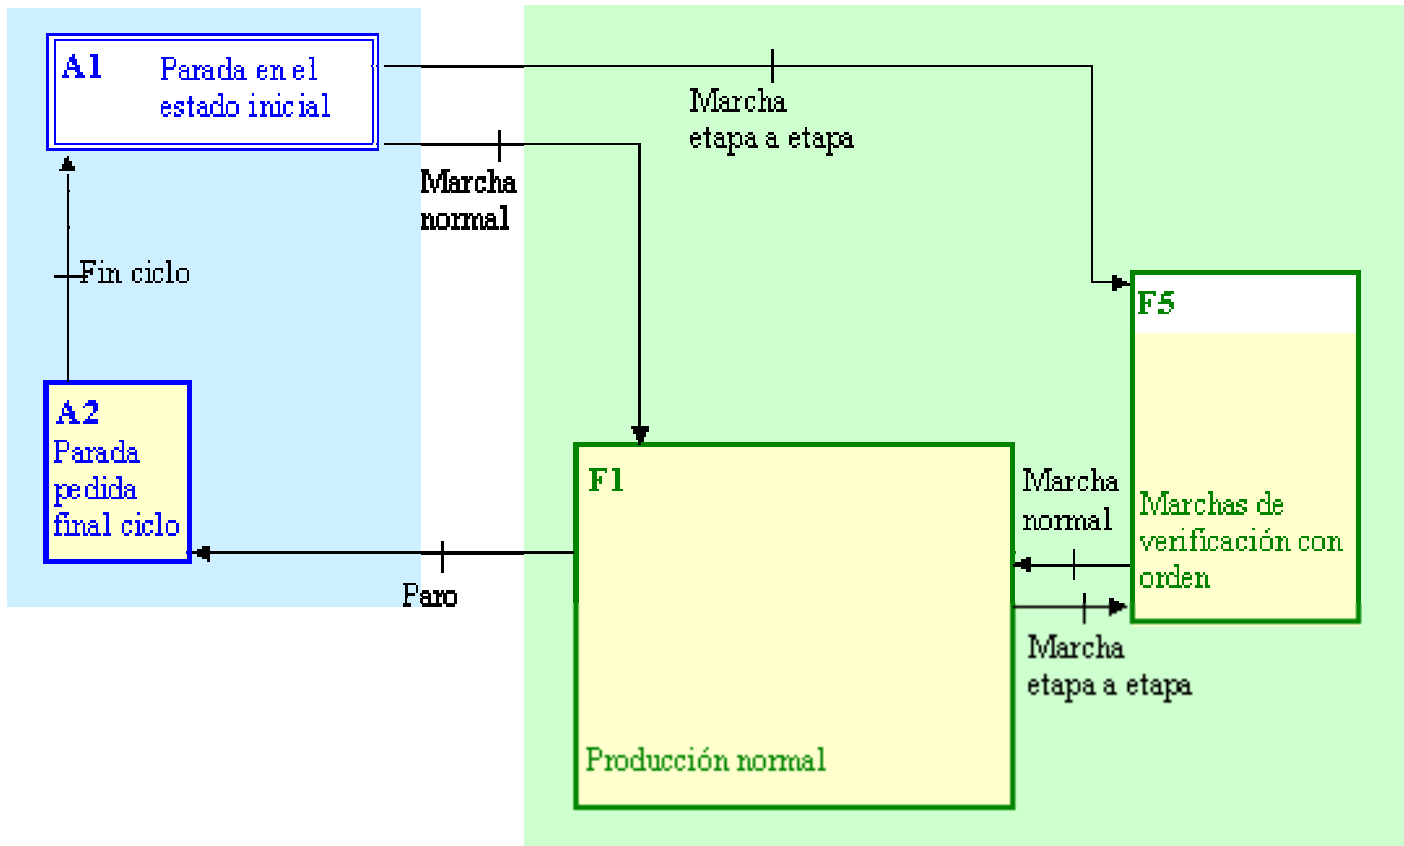 A1
Parada en el
estado inicial
Marcha
etapa a etapa
Marcha
normal
Fin ciclo
F5
A2
Parada
pedida
final ciclo
F1
Marcha
normal
Marchas de
verificación con
orden
Paro
Marcha
etapa a etapa
Producción normal